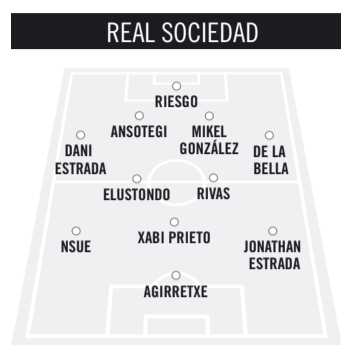 REAL SOCIEDAD
RIESGO
ANSOTEGI
MIKEL
GONZÁLEZ
DANI
ESTRADA
DE LA
BELLA
ELUSTONDO
RIVAS
XABI PRIETO
NSUE
JONATHAN
ESTRADA
AGIRRETXE